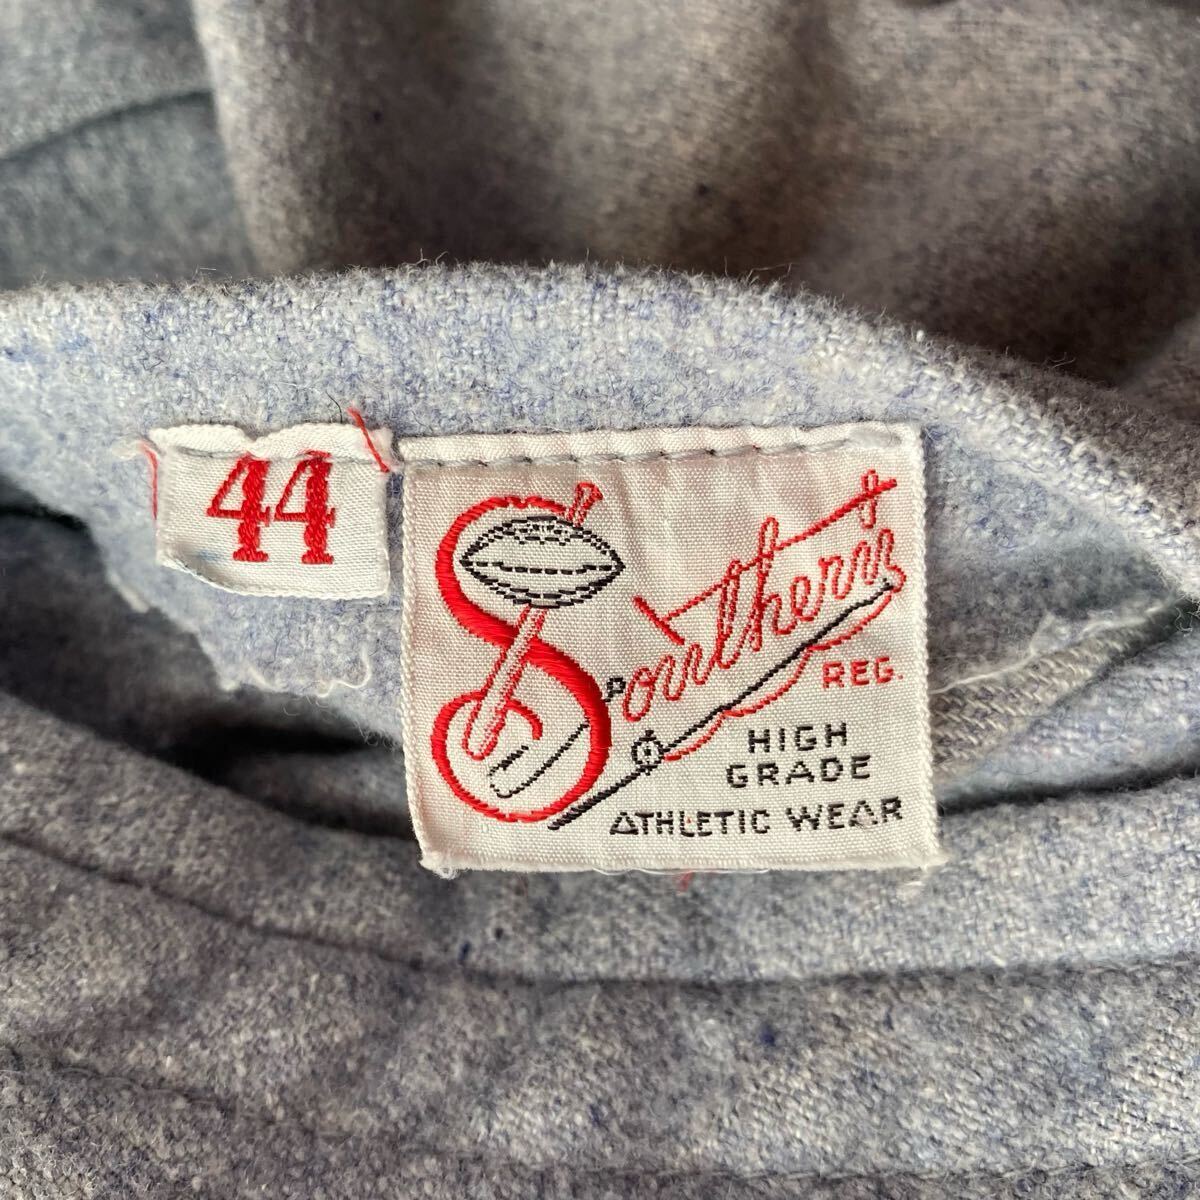 44
Southern
REG.
HIGH
GRADE
ATHLETIC WEAR